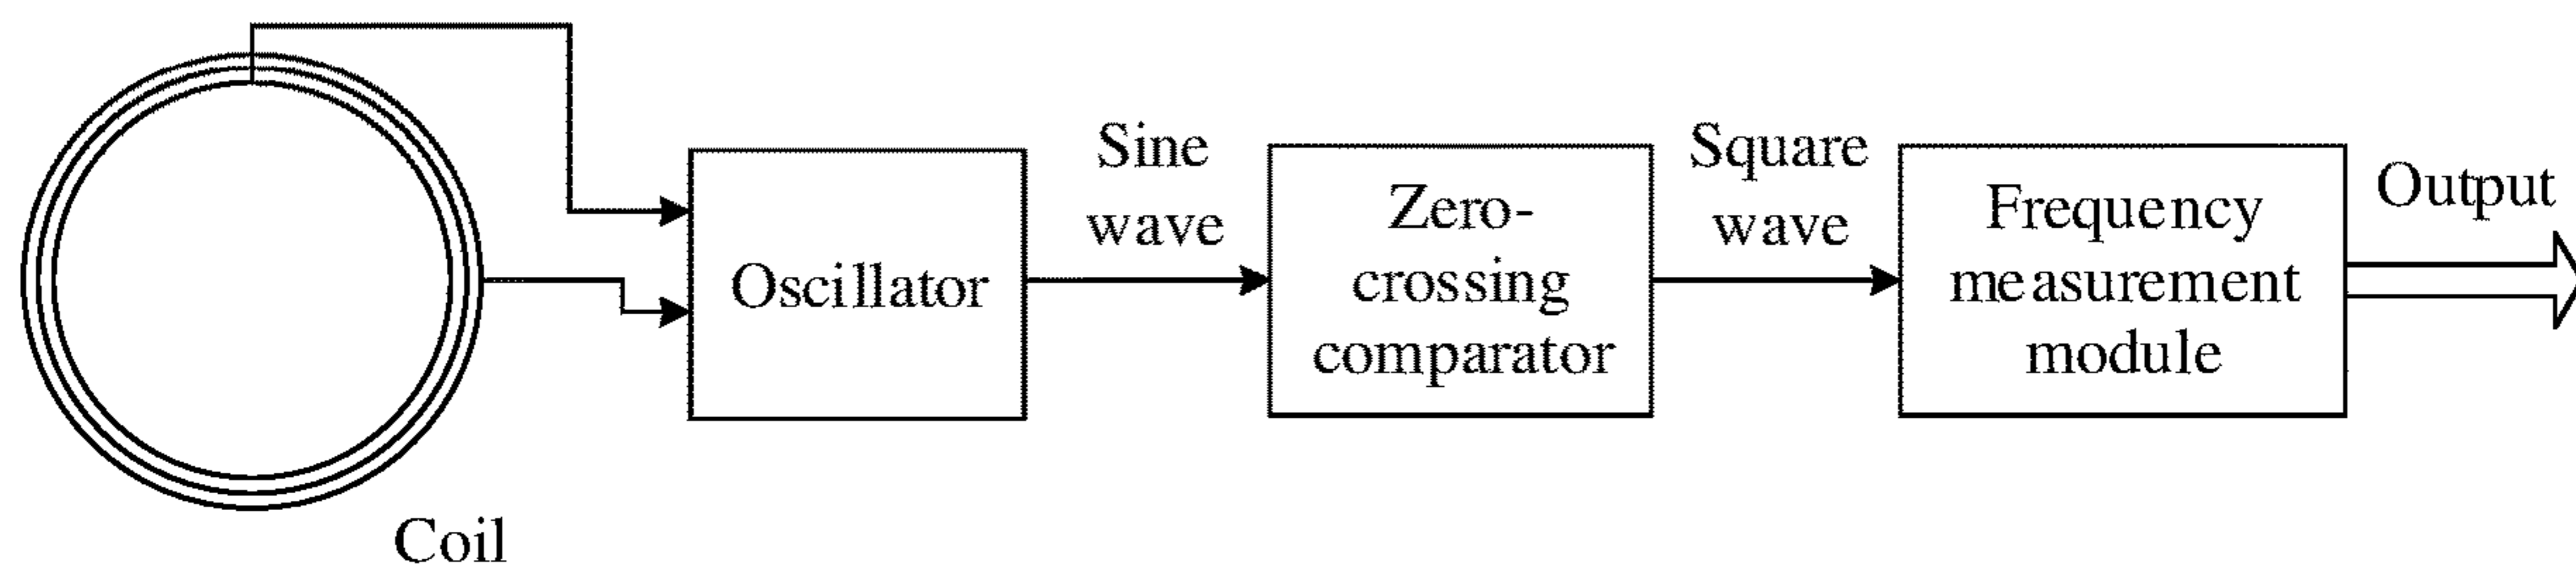 Coil
Oscillator
Sine
wave
Zero-
crossing
comparator
Square
wave
Frequency
measurement
module
Output